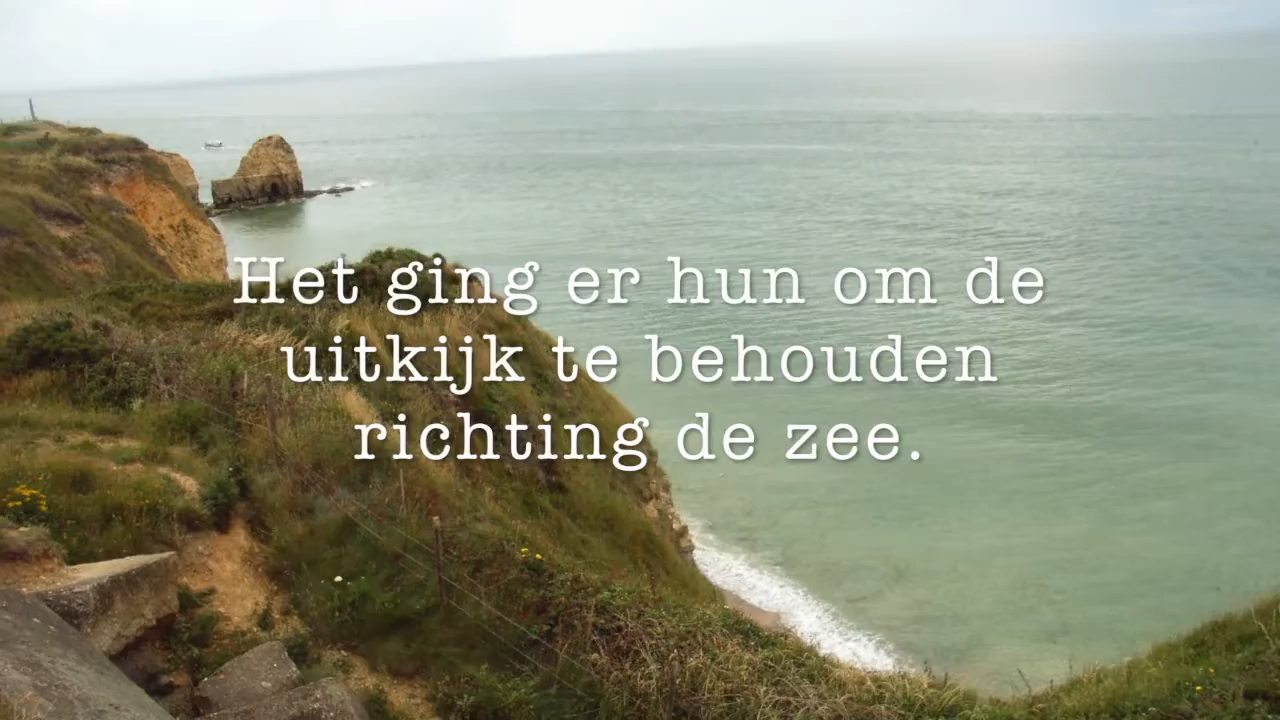 Het ging er hun om de
uitkijk te behouden
richting de zee.